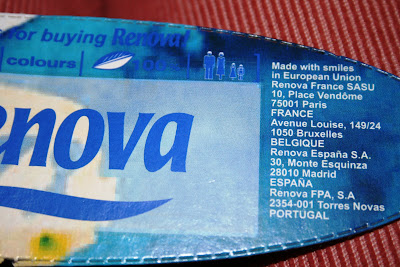 for buying Renova!
colours
enova
Made with smiles
in European Union
Renova France SASU
10, Place Vendôme
75001 Paris
FRANCE
Avenue Louise, 149/24
1050 Bruxelles
BELGIQUE
Renova España S.A.
30, Monte Esquinza
28010 Madrid
ESPAÑA
Renova FPA, S.A
2354-001 Torres Novas
PORTUGAL